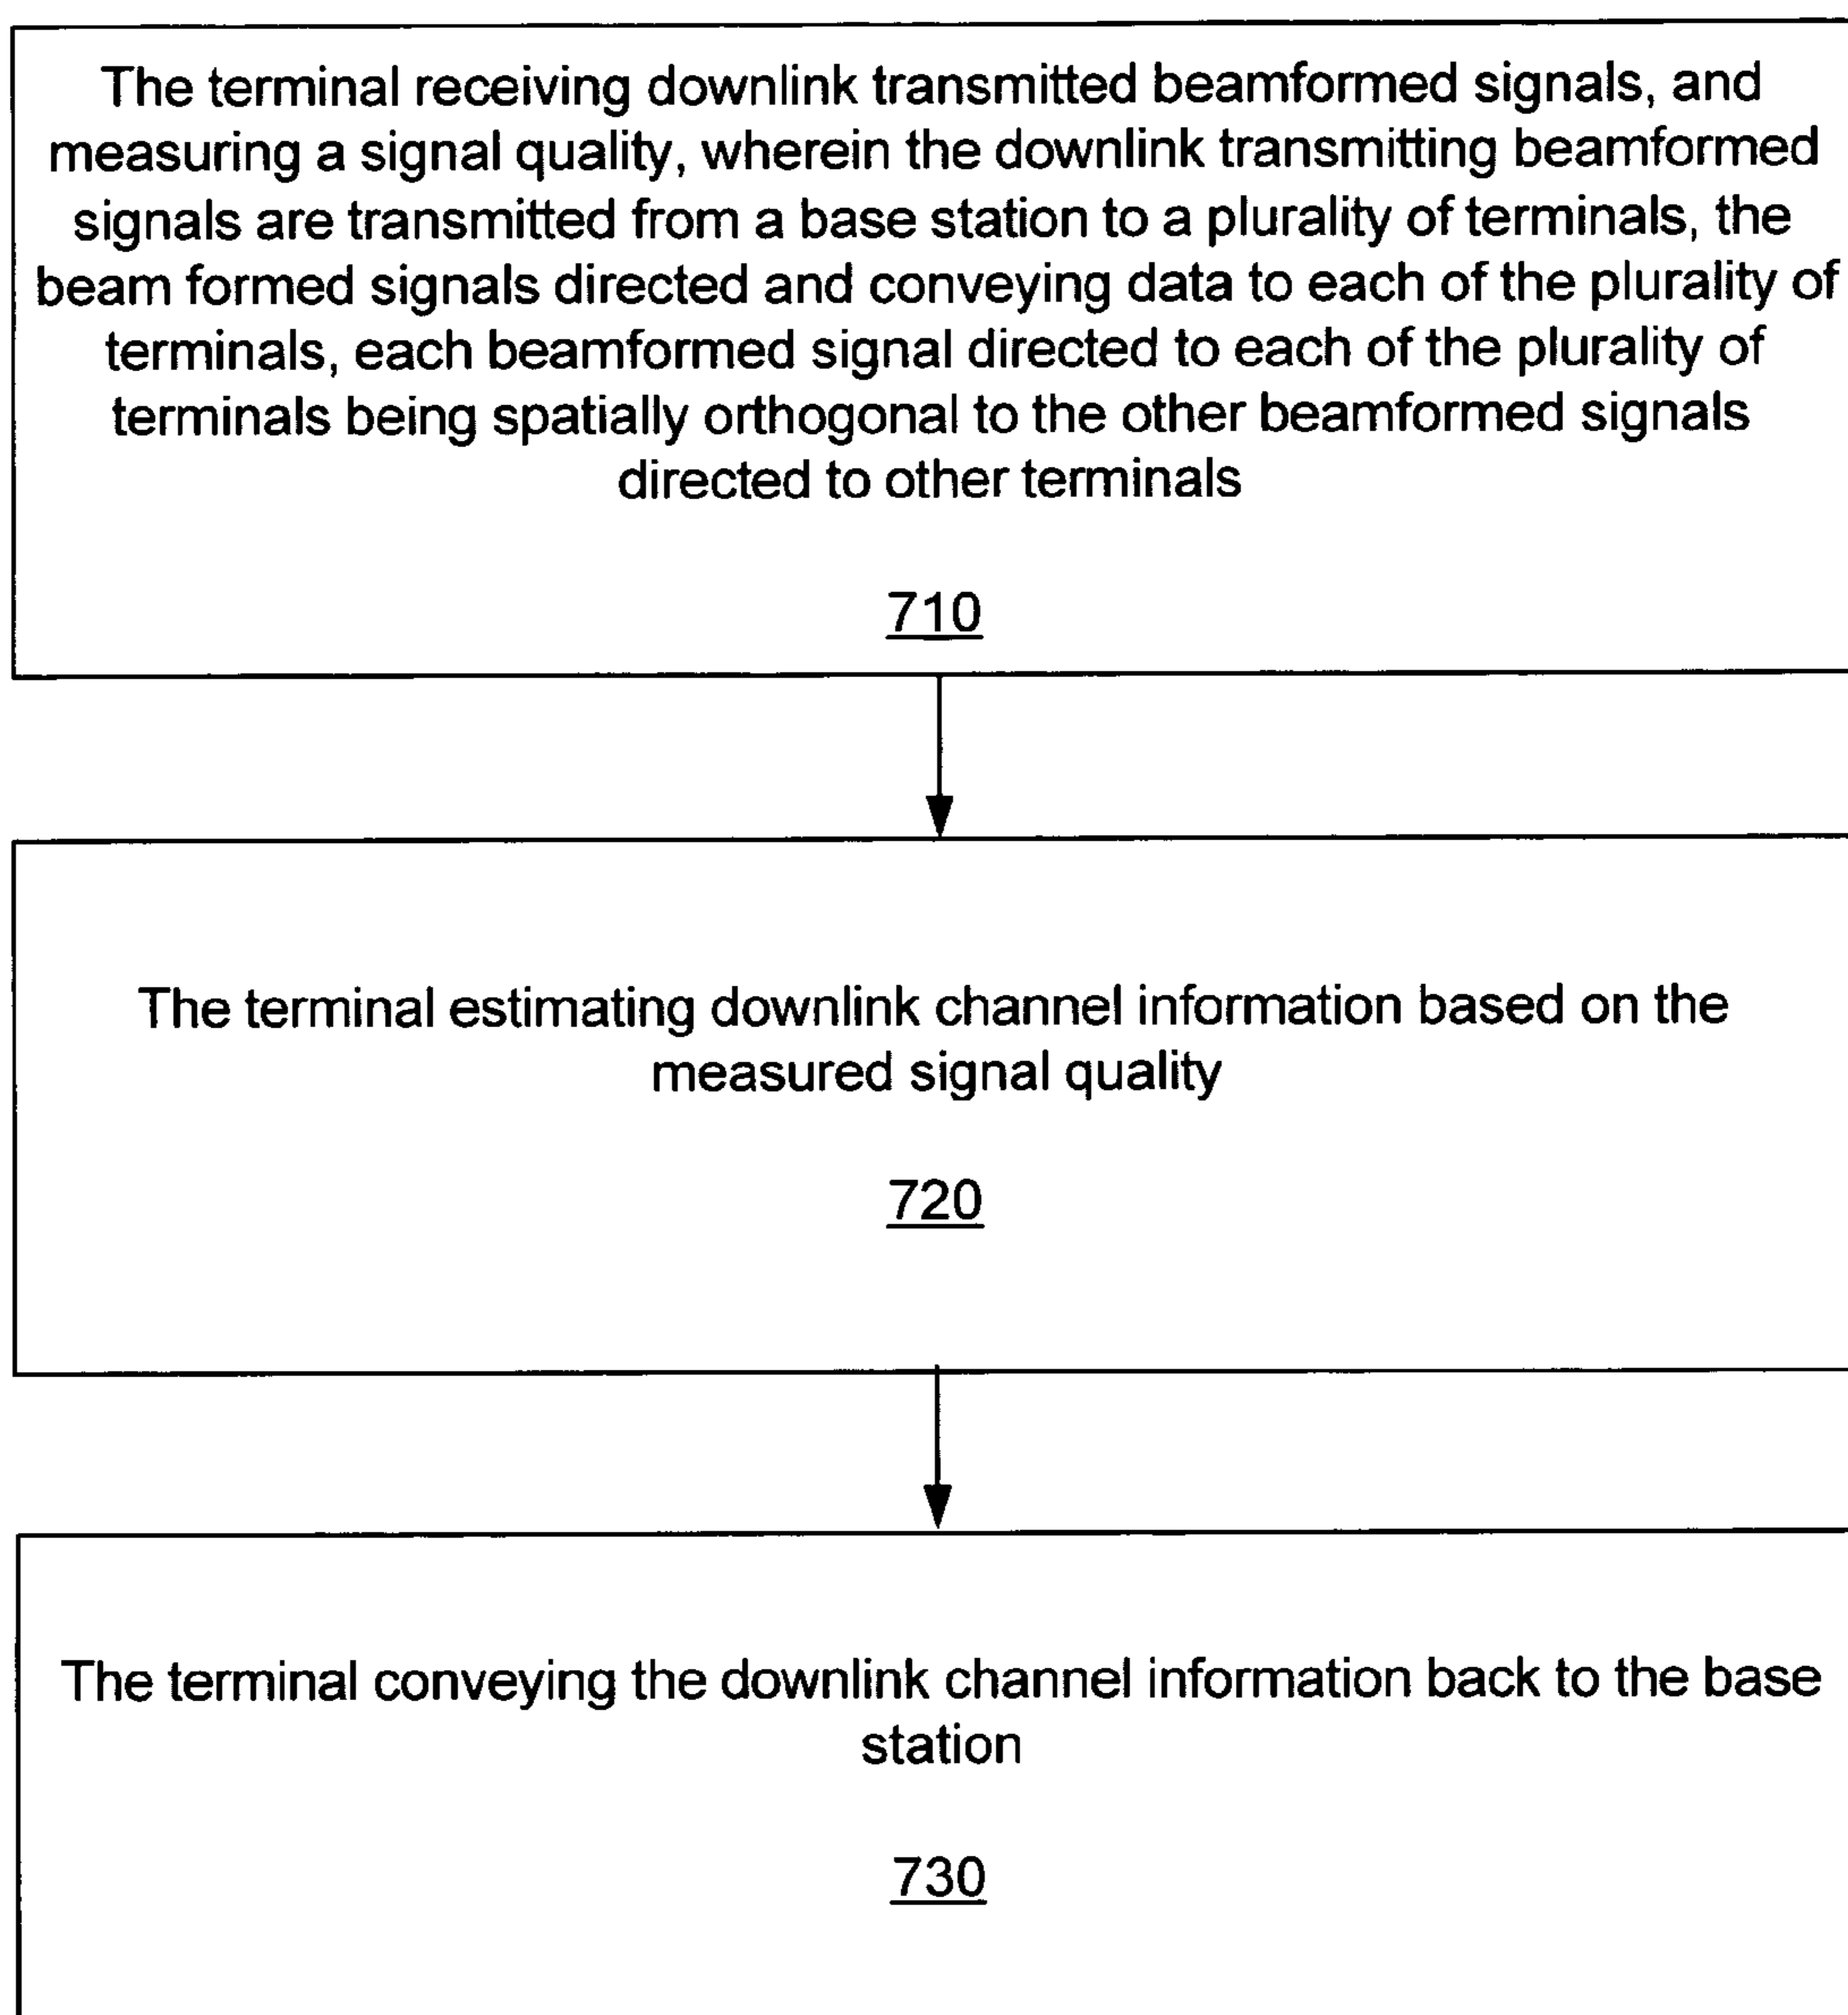 The terminal receiving downlink transmitted beamformed signals, and
measuring a signal quality, wherein the downlink transmitting beamformed
signals are transmitted from a base station to a plurality of terminals, the
beam formed signals directed and conveying data to each of the plurality of
terminals, each beamformed signal directed to each of the plurality of
terminals being spatially orthogonal to the other beamformed signals
directed to other terminals
710
The terminal estimating downlink channel information based on the
measured signal quality
720
The terminal conveying the downlink channel information back to the base
station
730